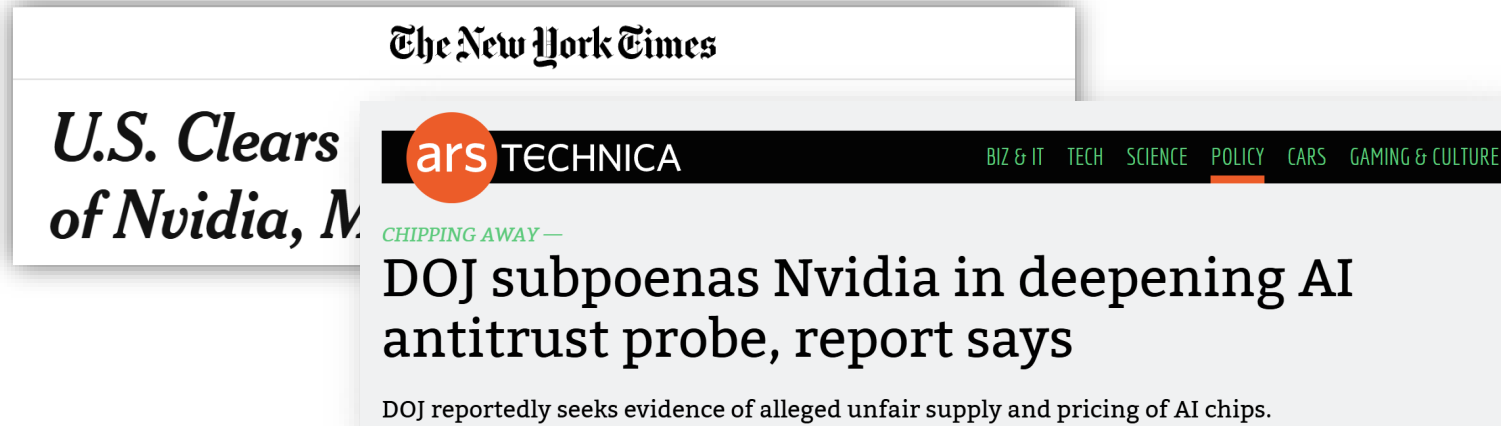 The New York Times
U.S. Clears
of Nvidia, M
ars TECHNICA
BIZ & IT TECH SCIENCE POLICY CARS GAMING & CULTURE
CHIPPING AWAY —
DOJ subpoenas Nvidia in deepening AI
antitrust probe, report says
DOJ reportedly seeks evidence of alleged unfair supply and pricing of AI chips.